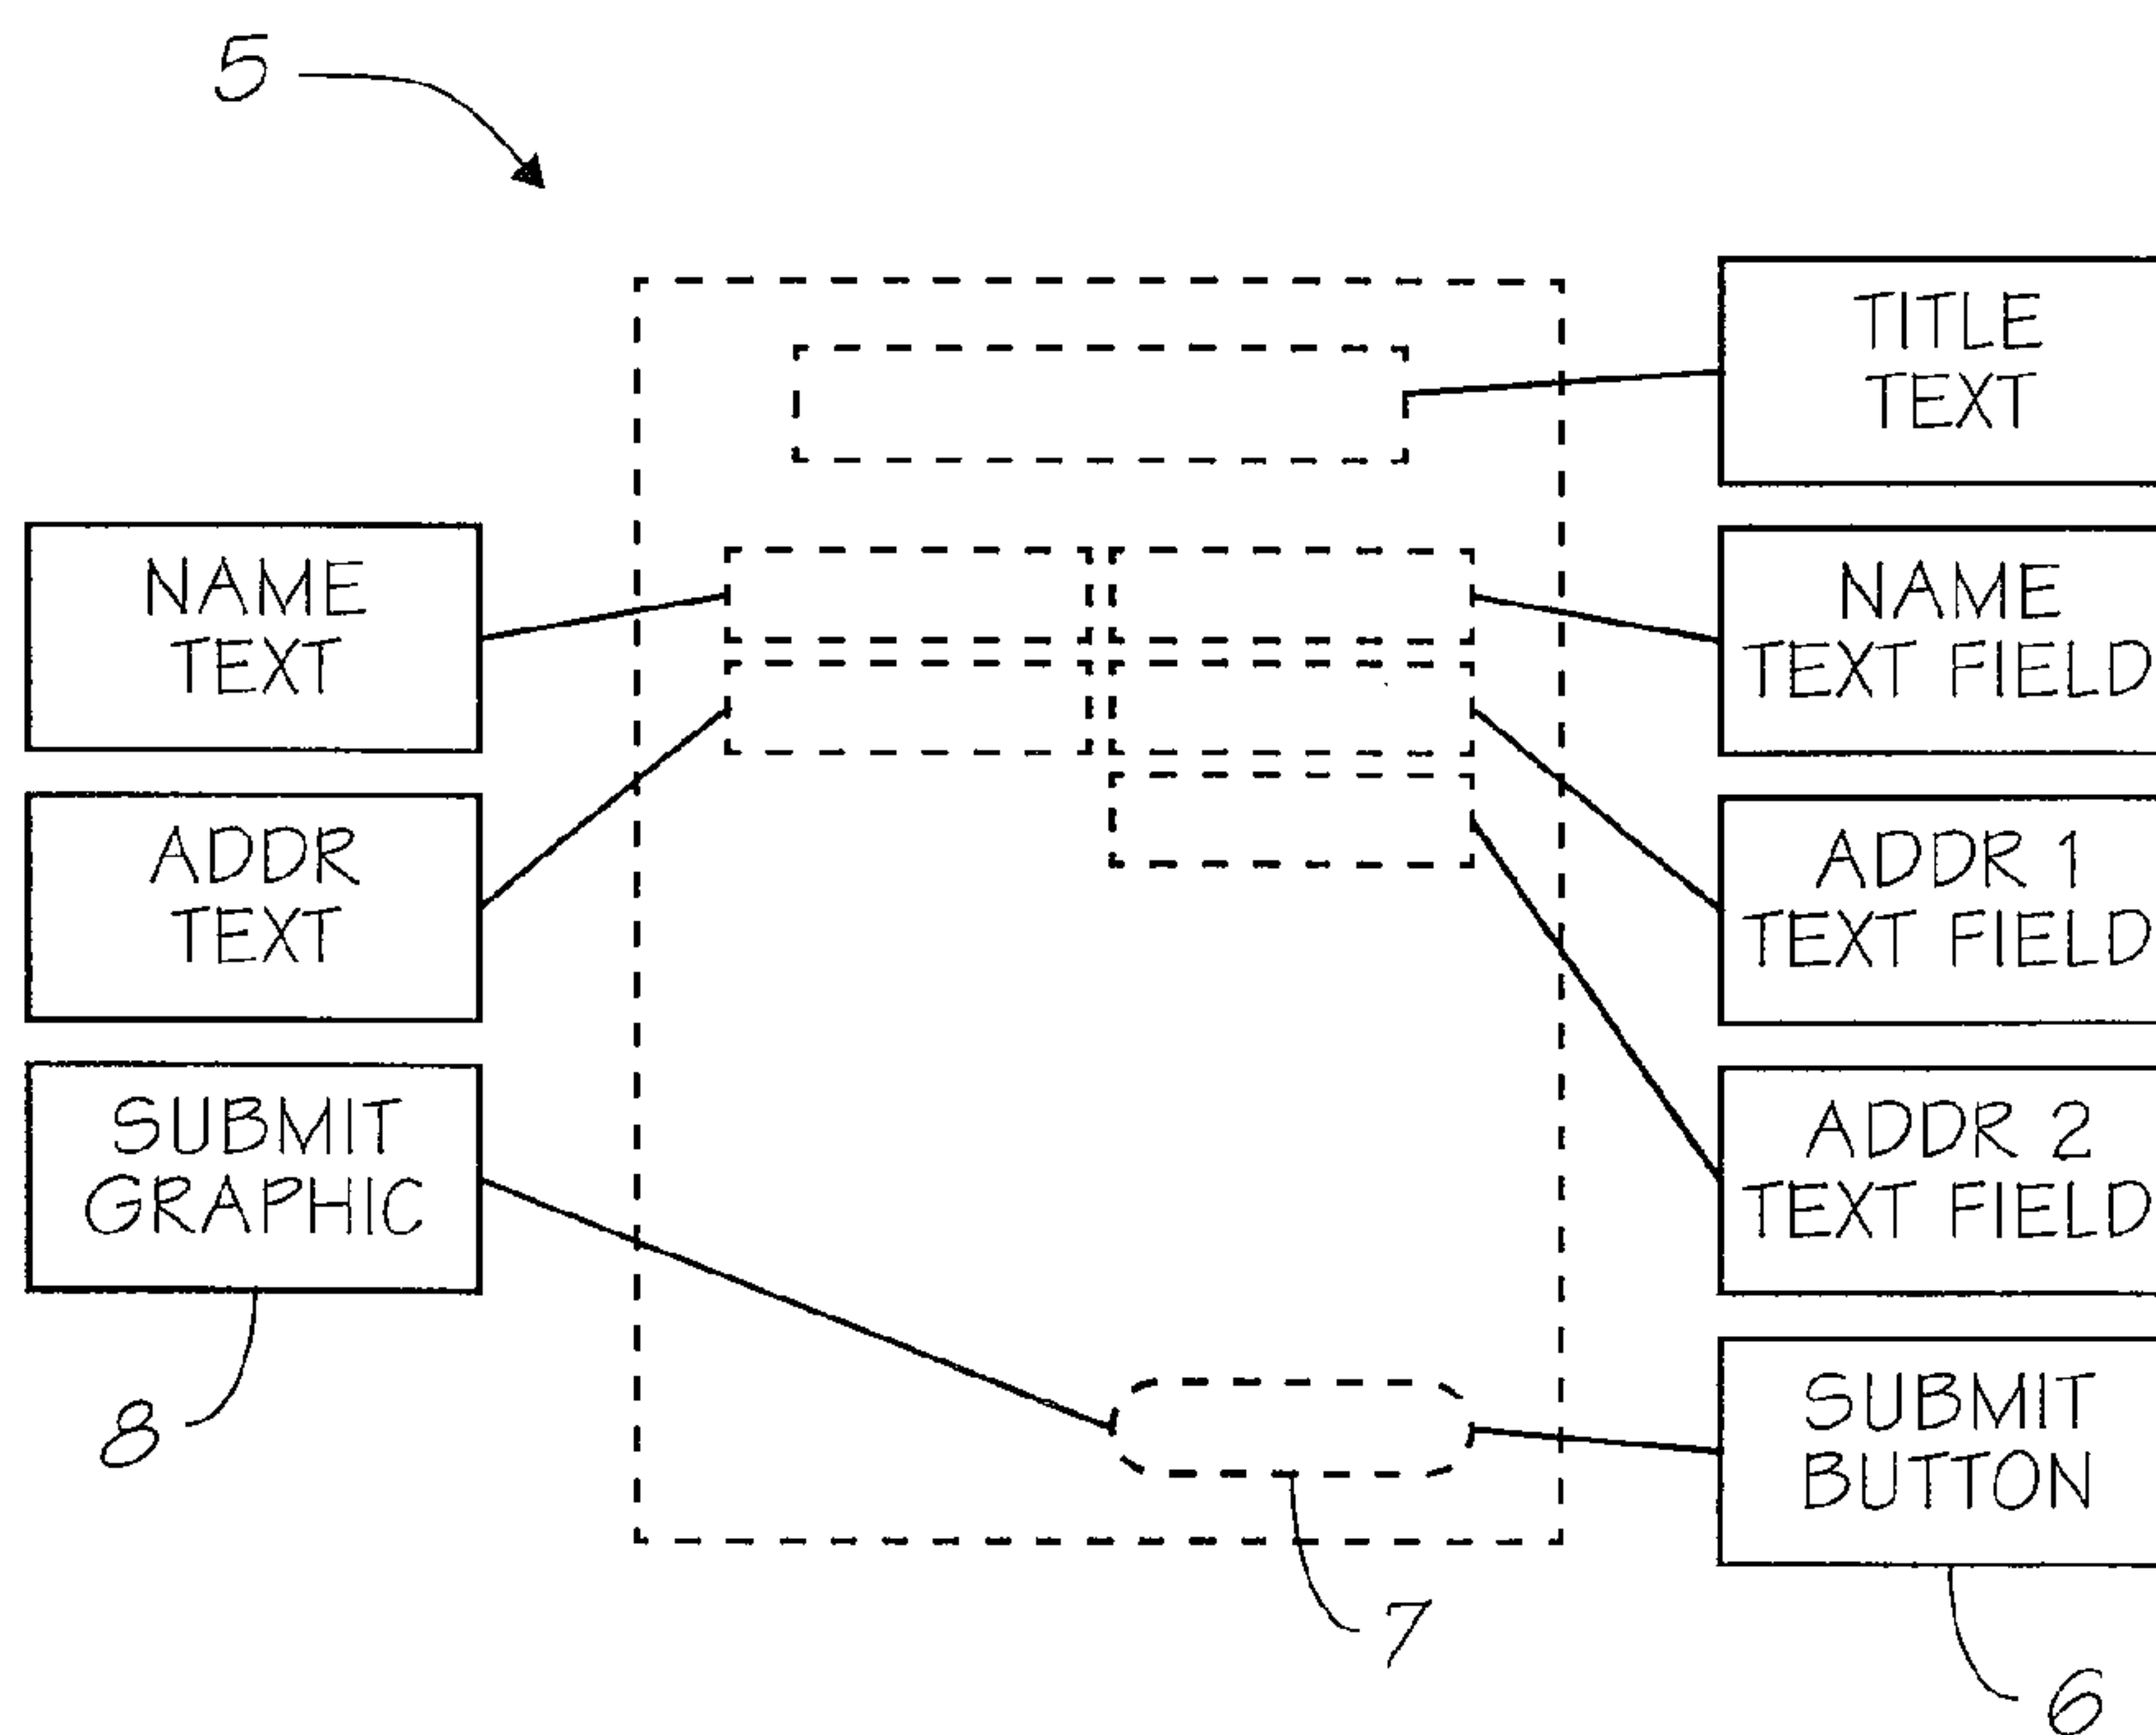 5
TITLE
TEXT
NAME
TEXT
NAME
TEXT FIELD
ADDR
TEXT
ADDR 1
TEXT FIELD
SUBMIT
GRAPHIC
ADDR 2
TEXT FIELD
SUBMIT
BUTTON
8
7
6